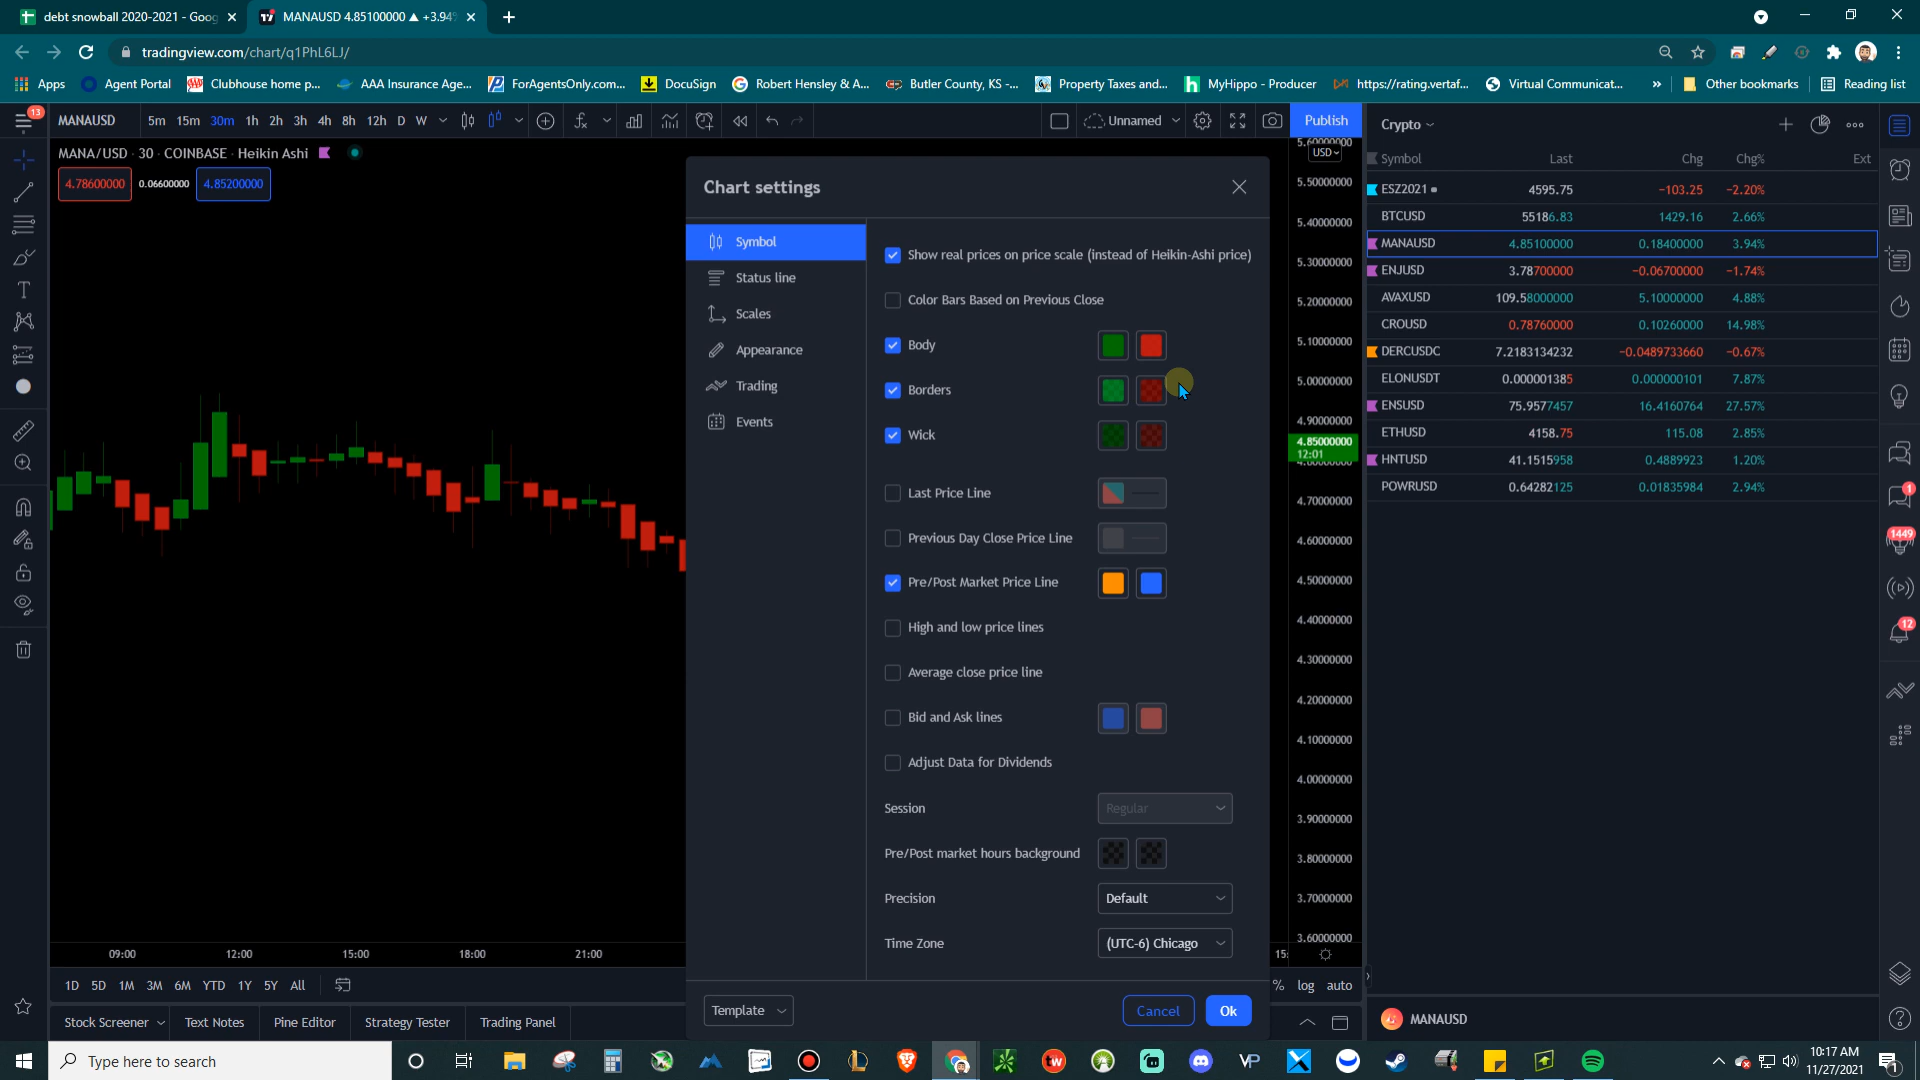 debt snowball 2020-2021 - Goog
MANAUSD 4.85100000 ▲ +3.94%
tradingview.com/chart/q1PhL6LJ/
Apps
Agent Portal
Clubhouse home p...
AAA Insurance Age...
ForAgentsOnly.com...
DocuSign
Robert Hensley & A...
Butler County, KS -...
Property Taxes and...
MyHippo - Producer
https://rating.vertaf...
Virtual Communicat...
»
Other bookmarks
Reading list
13
MANAUSD
5m 15m 30m 1h 2h 3h 4h 8h 12h D W
Unnamed
Publish
Crypto
MANA/USD · 30 · COINBASE · Heikin Ashi
4.78600000 0.06600000 4.85200000
Chart settings
Symbol
Status line
Scales
Appearance
Trading
Events
Show real prices on price scale (instead of Heikin-Ashi price)
Color Bars Based on Previous Close
Body
Borders
Wick
Last Price Line
Previous Day Close Price Line
Pre/Post Market Price Line
High and low price lines
Average close price line
Bid and Ask lines
Adjust Data for Dividends
Session Regular
Pre/Post market hours background
Precision Default
Time Zone (UTC-6) Chicago
Template
Cancel
Ok
USD
5.50000000
5.40000000
5.30000000
5.20000000
5.10000000
5.00000000
4.90000000
4.85000000
12:01
4.70000000
4.60000000
4.50000000
4.40000000
4.30000000
4.20000000
4.10000000
4.00000000
3.90000000
3.80000000
3.70000000
3.60000000
Symbol Last Chg Chg% Ext
ESZ2021 4595.75 −103.25 −2.20%
BTCUSD 55186.83 1429.16 2.66%
MANAUSD 4.85100000 0.18400000 3.94%
ENJUSD 3.78700000 −0.06700000 −1.74%
AVAXUSD 109.58000000 5.10000000 4.88%
CROUSD 0.78760000 0.10260000 14.98%
DERCUSDC 7.2183134232 −0.0489733660 −0.67%
ELONUSDT 0.000001385 0.000000101 7.87%
ENSUSD 75.9577457 16.4160764 27.57%
ETHUSD 4158.75 115.08 2.85%
HNTUSD 41.1515958 0.4889923 1.20%
POWRUSD 0.64282125 0.01835984 2.94%
1
1449
12
09:00 12:00 15:00 18:00 21:00 15:
1D 5D 1M 3M 6M YTD 1Y 5Y All
% log auto
Stock Screener
Text Notes
Pine Editor
Strategy Tester
Trading Panel
MANAUSD
Type here to search
VP
10:17 AM
11/27/2021
1